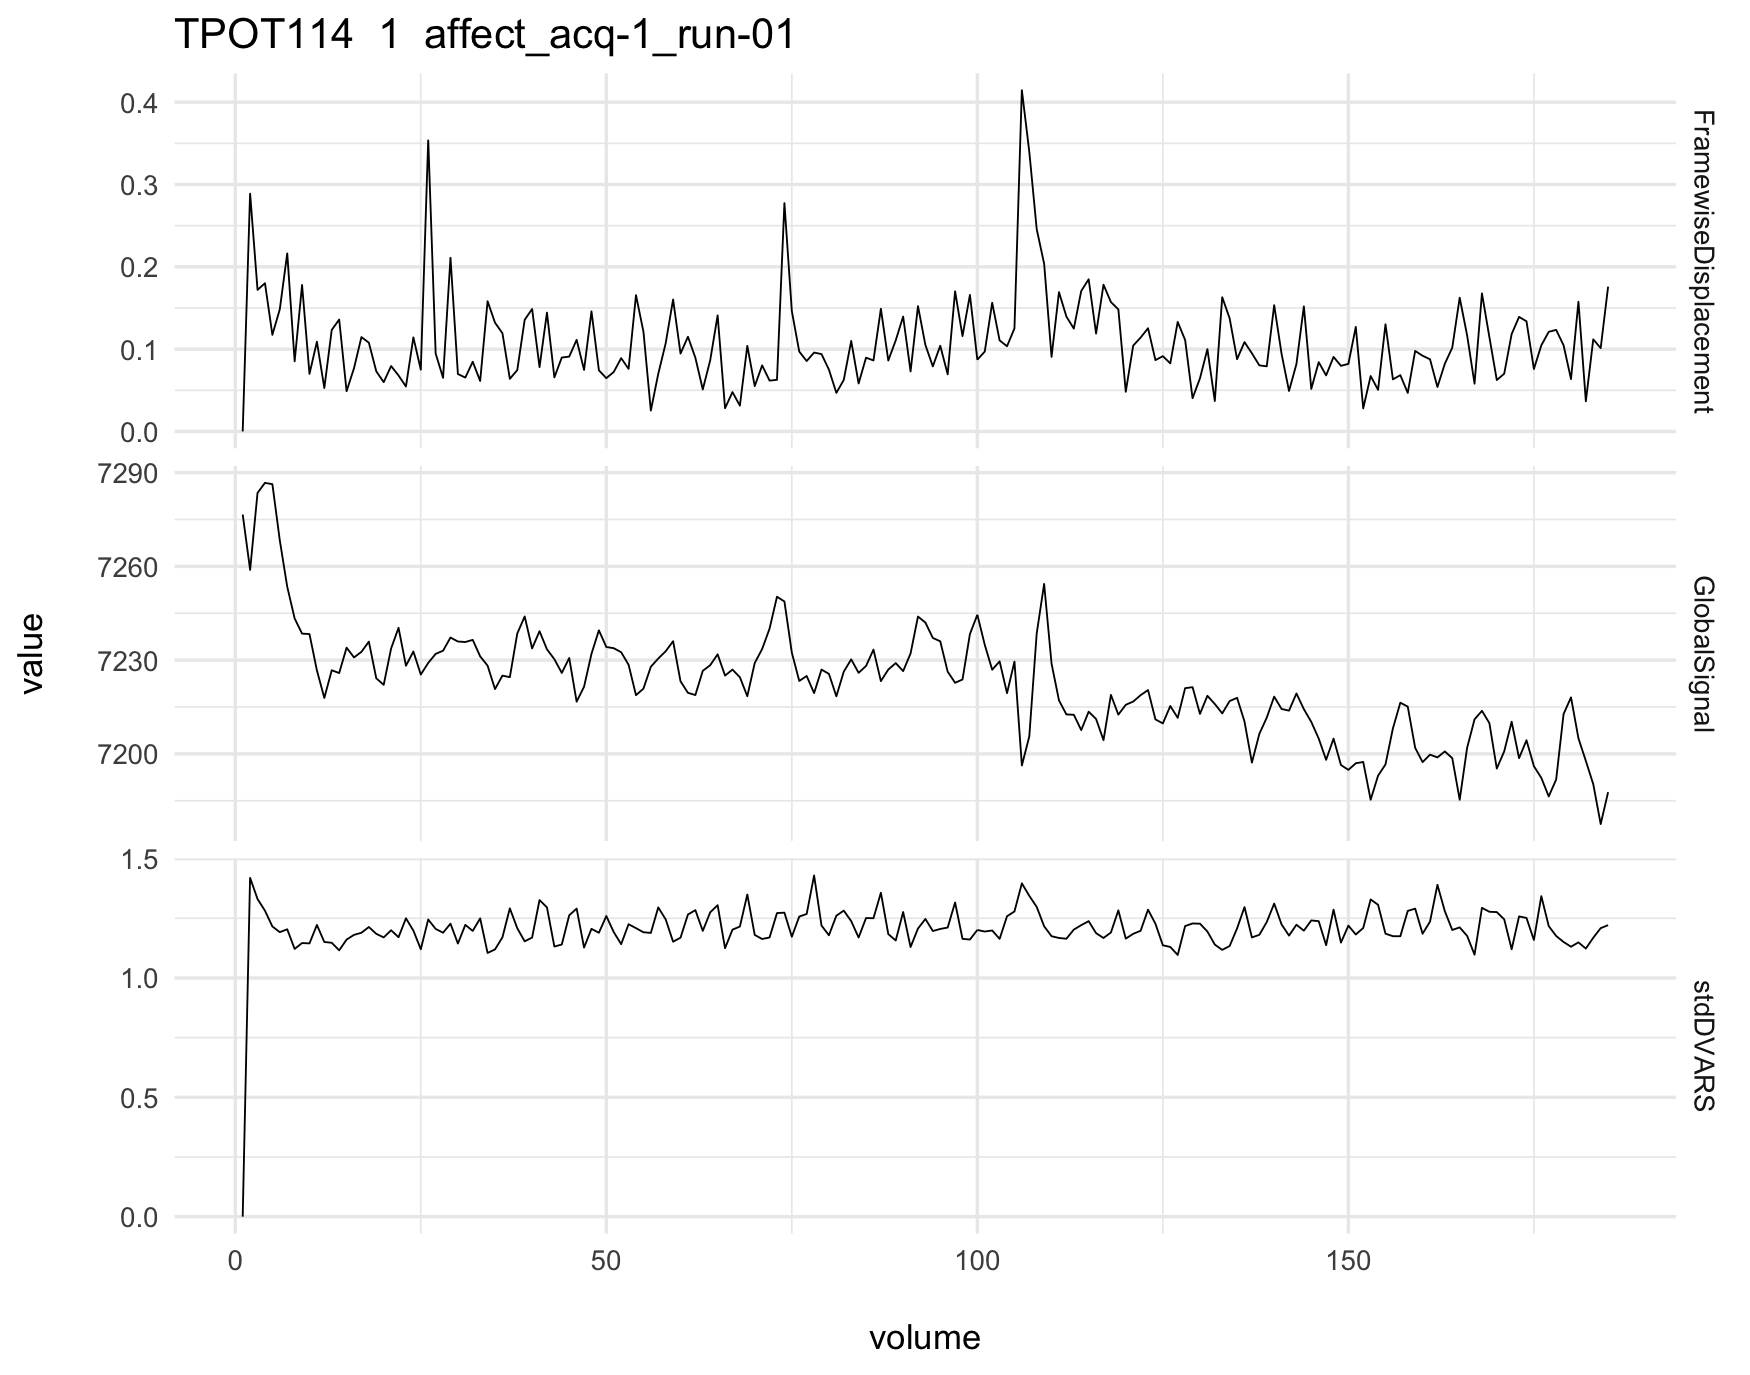 TPOT114 1 affect_acq-1_run-01
0.4
0.3
0.2
0.1
0.0
FramewiseDisplacement
7290
7260
7230
7200
GlobalSignal
value
1.5
1.0
0.5
0.0
stdDVARS
0 50 100 150
volume